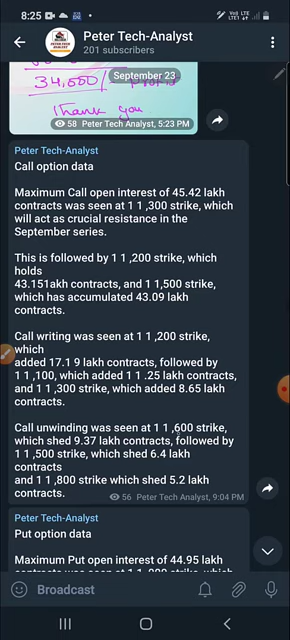 8:25
Vo) LTE
LTE1
Peter Tech-Analyst
201 subscribers
34,000/
September 23
Thank you
58 Peter Tech-Analyst, 5:23 PM
Peter Tech-Analyst
Call option data
Maximum Call open interest of 45.42 lakh
contracts was seen at 1 1 ,300 strike, which
will act as crucial resistance in the
September series.
This is followed by 1 1 ,200 strike, which
holds
43.151akh contracts, and 1 1,500 strike,
which has accumulated 43.09 lakh
contracts.
Call writing was seen at 1 1 ,200 strike,
which
added 17.1 9 lakh contracts, followed by
1 1 ,100, which added 1 1 .25 lakh contracts,
and 1 1 ,300 strike, which added 8.65 lakh
contracts.
Call unwinding was seen at 1 1 ,600 strike,
which shed 9.37 lakh contracts, followed by
1 1 ,500 strike, which shed 6.4 lakh
contracts
and 1 1 ,800 strike which shed 5.2 lakh
contracts.
56 Peter Tech-Analyst, 9:04 PM
Peter Tech-Analyst
Put option data
Maximum Put open interest of 44.95 lakh
Broadcast